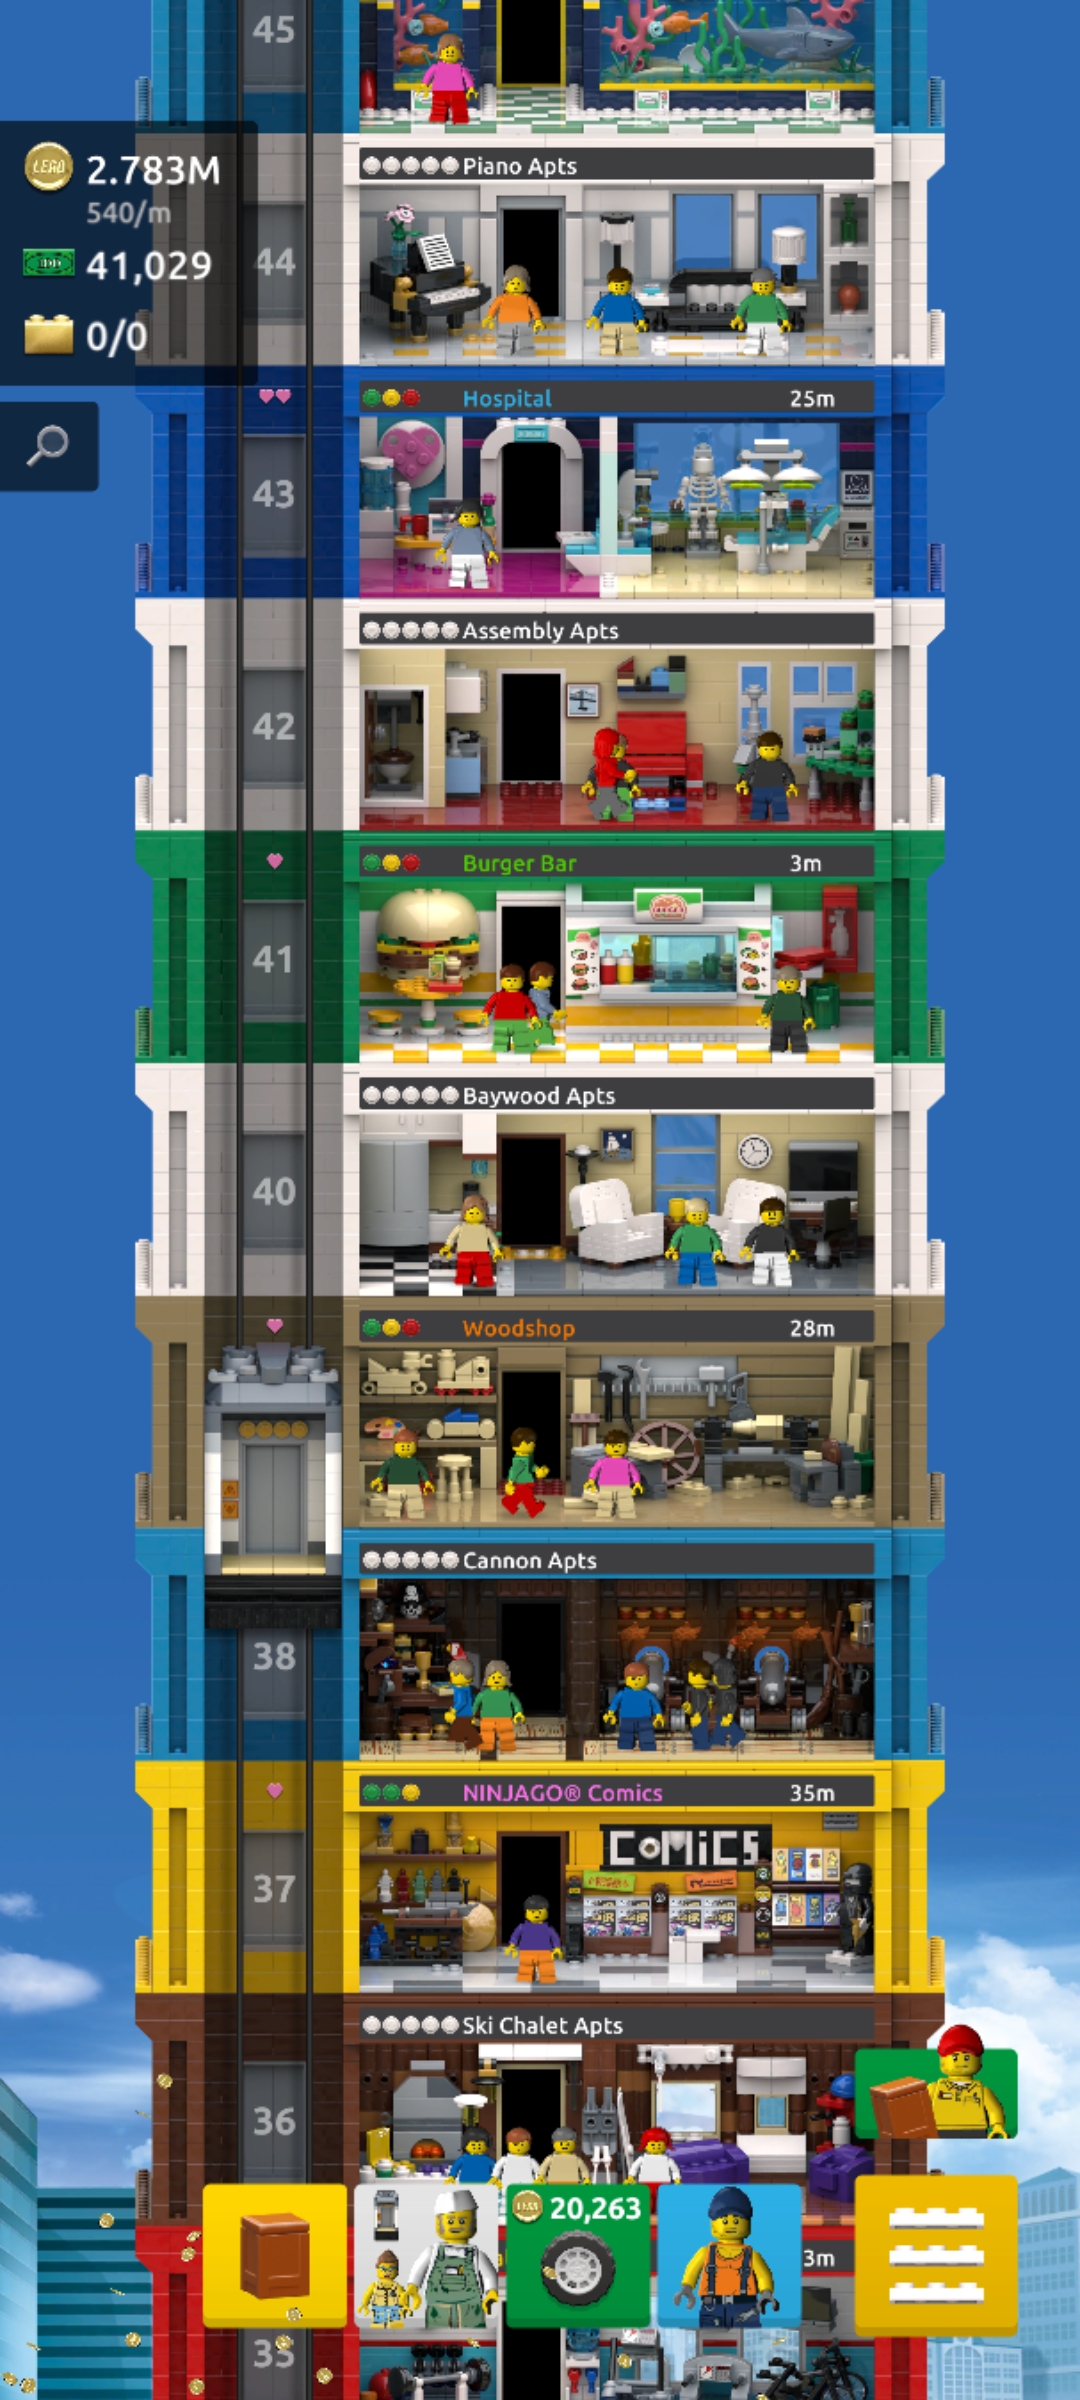 45
LEGO 2.783M
540/m
41,029
0/0
Piano Apts
44
Hospital 25m
43
Assembly Apts
42
Burger Bar 3m
41
Baywood Apts
40
Woodshop 28m
Cannon Apts
38
NINJAGO® Comics 35m
COMiCS
37
Ski Chalet Apts
36
LEGO 20,263
3m
35